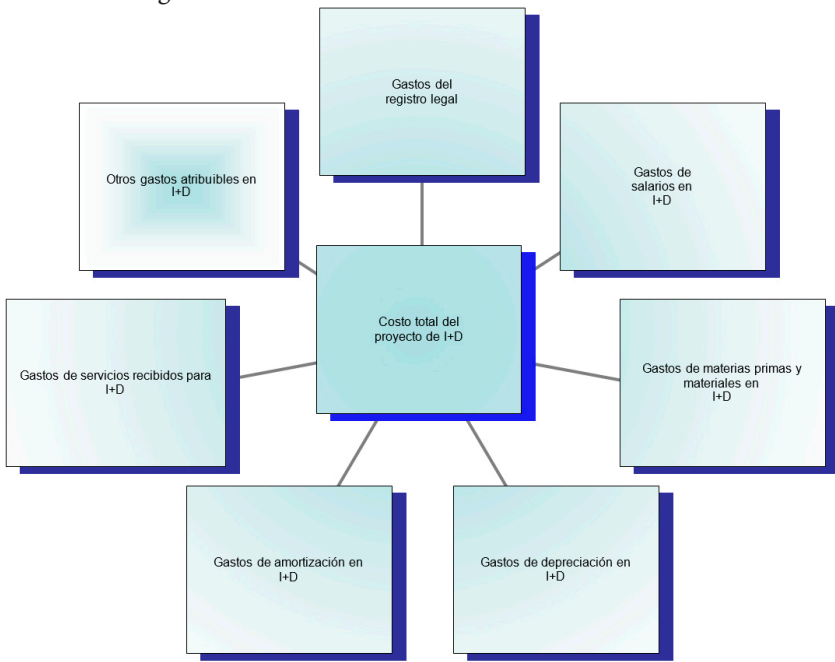 Gastos del
registro legal
Otros gastos atribuibles en
I+D
Gastos de
salarios en
I+D
Costo total del
proyecto de I+D
Gastos de servicios recibidos para
I+D
Gastos de materias primas y
materiales en
I+D
Gastos de amortización en
I+D
Gastos de depreciación en
I+D